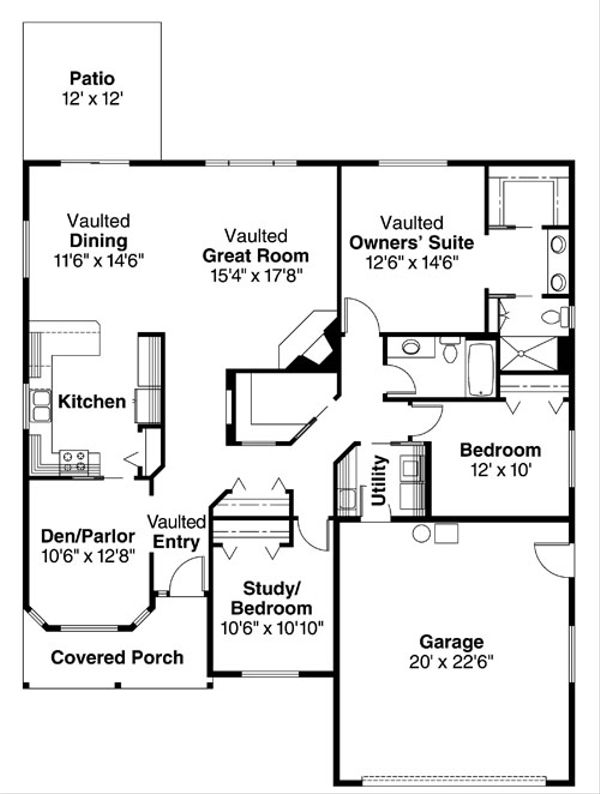 Patio
12' x 12'
Vaulted
Dining
11'6" x 14'6"
Vaulted
Great Room
15'4" x 17'8"
Vaulted
Owners' Suite
12'6" x 14'6"
Kitchen
Bedroom
12' x 10'
Utility
Den/Parlor
10'6" x 12'8"
Vaulted
Entry
Study/
Bedroom
10'6" x 10'10"
Garage
20' x 22'6"
Covered Porch